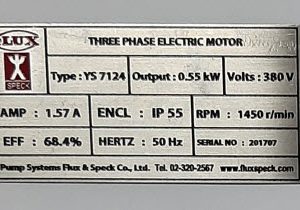 FLUX
SPECK
THREE PHASE ELECTRIC MOTOR
Type : YS 7124 Output : 0.55 kW Volts : 380 V
AMP : 1.57 A ENCL : IP 55 RPM : 1450 r/min
EFF : 68.4% HERTZ : 50 Hz SERIAL NO : 201707
Pump Systems Flux & Speck Co., Ltd. Tel. 02-320-2567 www.fluxspeck.com